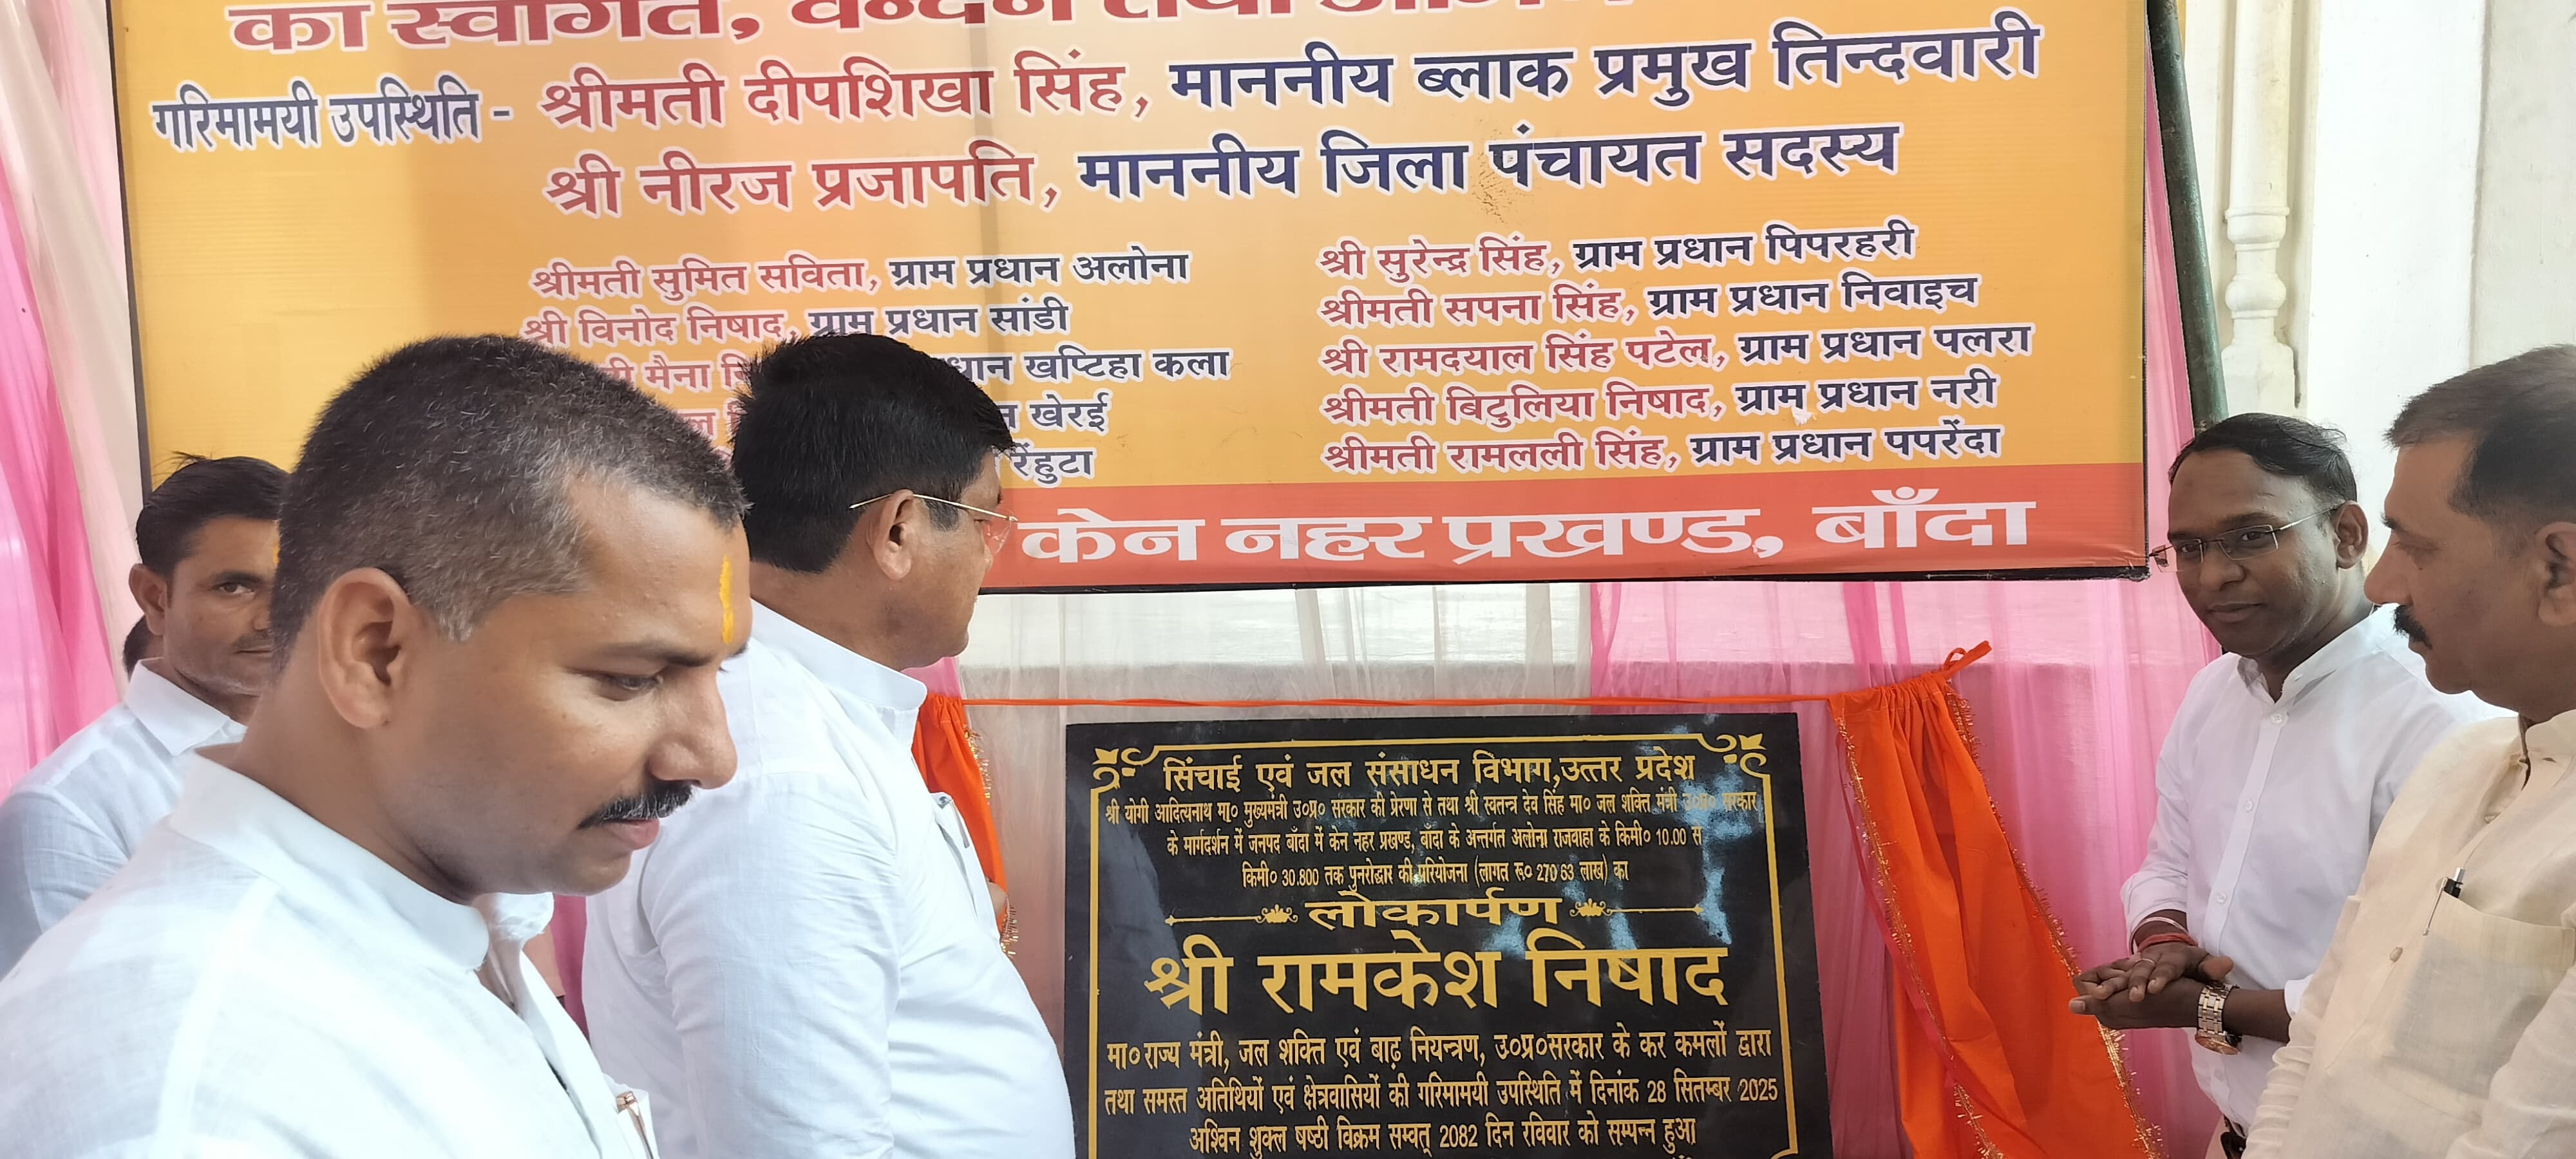 का स्वागत, वन्दन तथा
गरिमामयी उपस्थिति - श्रीमती दीपशिखा सिंह, माननीय ब्लाक प्रमुख तिन्दवारी
श्री नीरज प्रजापति, माननीय जिला पंचायत सदस्य
श्रीमती सुमित सविता, ग्राम प्रधान अलोना
श्री विनोद निषाद, ग्राम प्रधान सांडी
मैना खप्टिहा कला
खेरई
रेंहुटा
श्री सुरेन्द्र सिंह, ग्राम प्रधान पिपरहरी
श्रीमती सपना सिंह, ग्राम प्रधान निवाइच
श्री रामदयाल सिंह पटेल, ग्राम प्रधान पलरा
श्रीमती बिटुलिया निषाद, ग्राम प्रधान नरी
श्रीमती रामलली सिंह, ग्राम प्रधान पपरेंदा
केन नहर प्रखण्ड, बाँदा
सिंचाई एवं जल संसाधन विभाग,उत्तर प्रदेश
श्री योगी आदित्यनाथ मा० मुख्यमंत्री उ०प्र० सरकार की प्रेरणा से तथा श्री स्वतन्त्र देव सिंह मा० जल शक्ति मंत्री उ०प्र० सरकार
के मार्गदर्शन में जनपद बाँदा में केन नहर प्रखण्ड, बाँदा के अन्तर्गत अलोना राजवाहा के किमी० 10.00 से
किमी० 30.800 तक पुनरोद्धार की परियोजना (लागत रू० 270.63 लाख) का
लोकार्पण
श्री रामकेश निषाद
मा० राज्य मंत्री, जल शक्ति एवं बाढ़ नियन्त्रण, उ०प्र०सरकार के कर कमलों द्वारा
तथा समस्त अतिथियों एवं क्षेत्रवासियों की गरिमामयी उपस्थिति में दिनांक 28 सितम्बर 2025
अश्विन शुक्ल षष्ठी विक्रम सम्वत् 2082 दिन रविवार को सम्पन्न हुआ